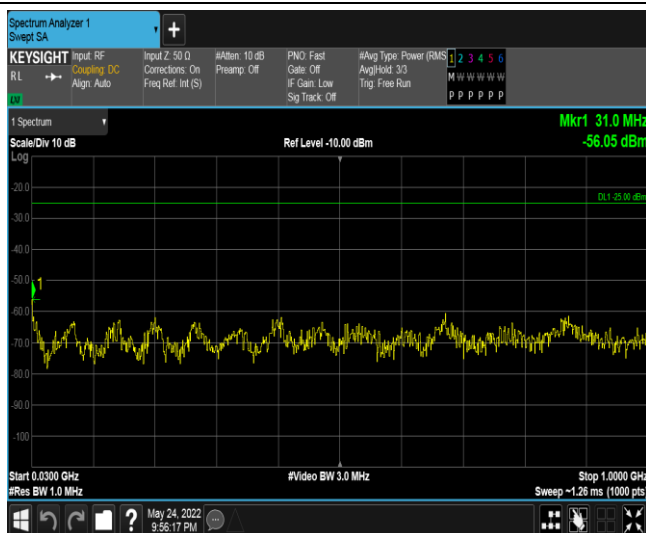 Spectrum Analyzer 1
Swept SA
+
KEYSIGHT
RL
Input: RF
Coupling: DC
Align: Auto
Input Z: 50 Ω
Corrections: On
Freq Ref: Int (S)
#Atten: 10 dB
Preamp: Off
PNO: Fast
Gate: Off
IF Gain: Low
Sig Track: Off
#Avg Type: Power (RMS
Avg|Hold: 3/3
Trig: Free Run
1 2 3 4 5 6
M W W W W W
P P P P P P
1 Spectrum
Scale/Div 10 dB
Ref Level -10.00 dBm
Mkr1 31.0 MHz
-56.05 dBm
Log
DL1 -25.00 dBm
-20.0
-30.0
-40.0
-50.0
1
-60.0
-70.0
-80.0
-90.0
-100
Start 0.0300 GHz
#Video BW 3.0 MHz
Stop 1.0000 GHz
#Res BW 1.0 MHz
Sweep ~1.26 ms (1000 pts)
?
May 24, 2022
9:56:17 PM